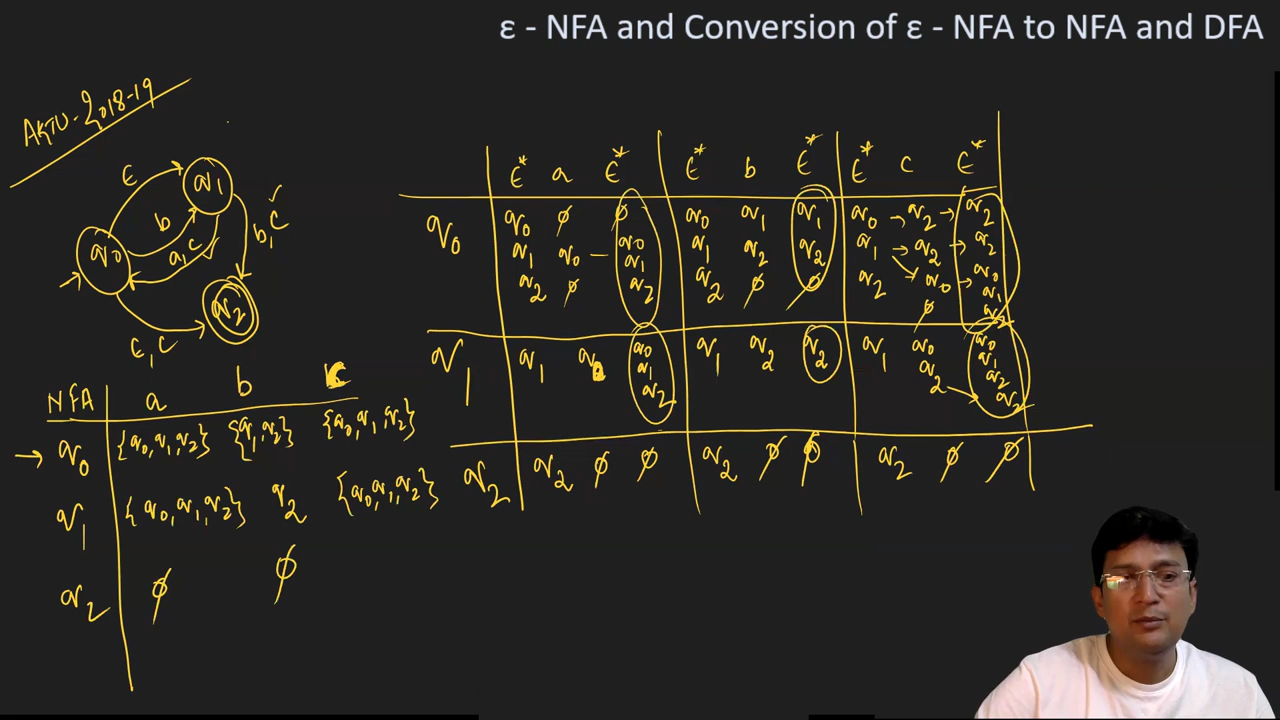 ε - NFA and Conversion of ε - NFA to NFA and DFA
AKTU - 2018-19
ε
q1
b
a, c
b, c
q0
q2
ε, c
ε* a ε* ε* b ε* ε* c ε*
q0 q0 φ φ q0 q1 q1 q0 → q2 → q2
q1 q0 – q0 q1 q2 q2 q1 → q2 → q2
q1 q0 → q0
q2 φ q2 q2 φ φ q2 φ q1
q2
q1 q1 q0 q0 q1 q2 q2 q1 q0 q0
q1 q2 q1
q2 q2
q2
q2 q2 φ φ q2 φ φ q2 φ φ
NFA a b c
→ q0 {q0, q1, q2} {q1, q2} {q0, q1, q2}
q1 {q0, q1, q2} q2 {q0, q1, q2}
q2 φ φ